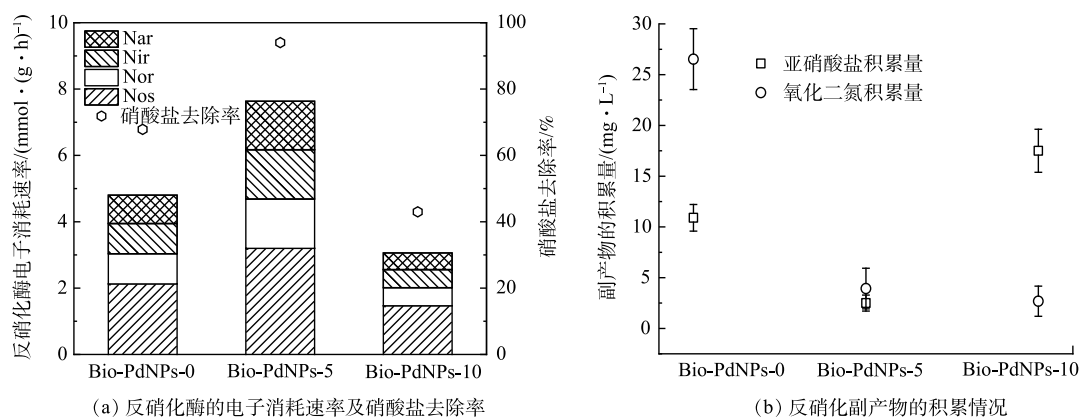 反硝化酶电子消耗速率/(mmol·(g·h)⁻¹)
10
8
6
4
2
0
Nar
Nir
Nor
Nos
硝酸盐去除率
100
80
60
40
20
0
硝酸盐去除率/%
Bio-PdNPs-0 Bio-PdNPs-5 Bio-PdNPs-10
(a) 反硝化酶的电子消耗速率及硝酸盐去除率
副产物的积累量/(mg·L⁻¹)
30
25
20
15
10
5
0
亚硝酸盐积累量
氧化二氮积累量
Bio-PdNPs-0 Bio-PdNPs-5 Bio-PdNPs-10
(b) 反硝化副产物的积累情况